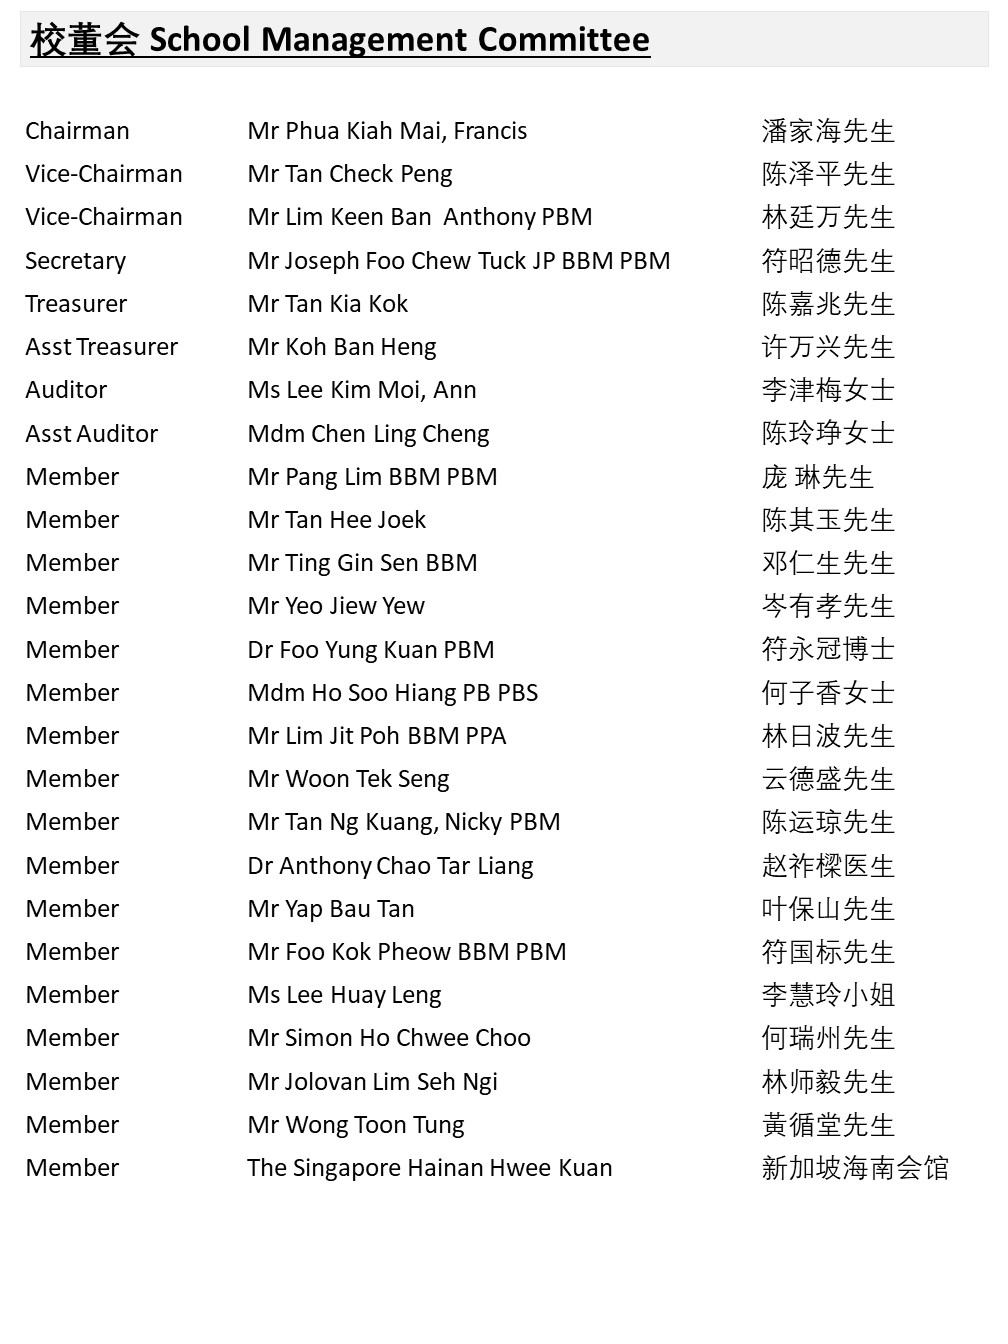 校董会 School Management Committee
Chairman Mr Phua Kiah Mai, Francis 潘家海先生
Vice-Chairman Mr Tan Check Peng 陈泽平先生
Vice-Chairman Mr Lim Keen Ban Anthony PBM 林廷万先生
Secretary Mr Joseph Foo Chew Tuck JP BBM PBM 符昭德先生
Treasurer Mr Tan Kia Kok 陈嘉兆先生
Asst Treasurer Mr Koh Ban Heng 许万兴先生
Auditor Ms Lee Kim Moi, Ann 李津梅女士
Asst Auditor Mdm Chen Ling Cheng 陈玲琤女士
Member Mr Pang Lim BBM PBM 庞 琳先生
Member Mr Tan Hee Joek 陈其玉先生
Member Mr Ting Gin Sen BBM 邓仁生先生
Member Mr Yeo Jiew Yew 岑有孝先生
Member Dr Foo Yung Kuan PBM 符永冠博士
Member Mdm Ho Soo Hiang PB PBS 何子香女士
Member Mr Lim Jit Poh BBM PPA 林日波先生
Member Mr Woon Tek Seng 云德盛先生
Member Mr Tan Ng Kuang, Nicky PBM 陈运琼先生
Member Dr Anthony Chao Tar Liang 赵祚樑医生
Member Mr Yap Bau Tan 叶保山先生
Member Mr Foo Kok Pheow BBM PBM 符国标先生
Member Ms Lee Huay Leng 李慧玲小姐
Member Mr Simon Ho Chwee Choo 何瑞州先生
Member Mr Jolovan Lim Seh Ngi 林师毅先生
Member Mr Wong Toon Tung 黃循堂先生
Member The Singapore Hainan Hwee Kuan 新加坡海南会馆